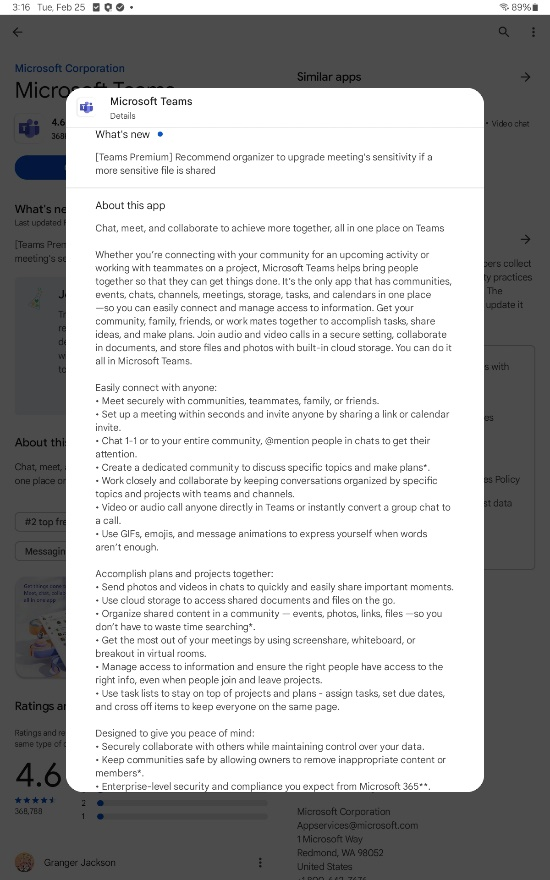 3:16 Tue, Feb 25
89%
Microsoft Corporation
Similar apps
4.6
• Video chat
What's ne
Last updated
[Teams Prem
meeting's se
About this
Chat, meet,
one place or
#2 top fre
Messagin
Ratings ar
Ratings and re
same type of
4.6
368,788
2
1
Granger Jackson
Microsoft Corporation
Appservices@microsoft.com
1 Microsoft Way
Redmond, WA 98052
United States
Microsoft Teams
Details
What's new
[Teams Premium] Recommend organizer to upgrade meeting's sensitivity if a
more sensitive file is shared
About this app
Chat, meet, and collaborate to achieve more together, all in one place on Teams
Whether you're connecting with your community for an upcoming activity or
working with teammates on a project, Microsoft Teams helps bring people
together so that they can get things done. It's the only app that has communities,
events, chats, channels, meetings, storage, tasks, and calendars in one place
—so you can easily connect and manage access to information. Get your
community, family, friends, or work mates together to accomplish tasks, share
ideas, and make plans. Join audio and video calls in a secure setting, collaborate
in documents, and store files and photos with built-in cloud storage. You can do it
all in Microsoft Teams.
Easily connect with anyone:
• Meet securely with communities, teammates, family, or friends.
• Set up a meeting within seconds and invite anyone by sharing a link or calendar
invite.
• Chat 1-1 or to your entire community, @mention people in chats to get their
attention.
• Create a dedicated community to discuss specific topics and make plans*.
• Work closely and collaborate by keeping conversations organized by specific
topics and projects with teams and channels.
• Video or audio call anyone directly in Teams or instantly convert a group chat to
a call.
• Use GIFs, emojis, and message animations to express yourself when words
aren't enough.
Accomplish plans and projects together:
• Send photos and videos in chats to quickly and easily share important moments.
• Use cloud storage to access shared documents and files on the go.
• Organize shared content in a community — events, photos, links, files —so you
don't have to waste time searching*.
• Get the most out of your meetings by using screenshare, whiteboard, or
breakout in virtual rooms.
• Manage access to information and ensure the right people have access to the
right info, even when people join and leave projects.
• Use task lists to stay on top of projects and plans - assign tasks, set due dates,
and cross off items to keep everyone on the same page.
Designed to give you peace of mind:
• Securely collaborate with others while maintaining control over your data.
• Keep communities safe by allowing owners to remove inappropriate content or
members*.
• Enterprise-level security and compliance you expect from Microsoft 365**.